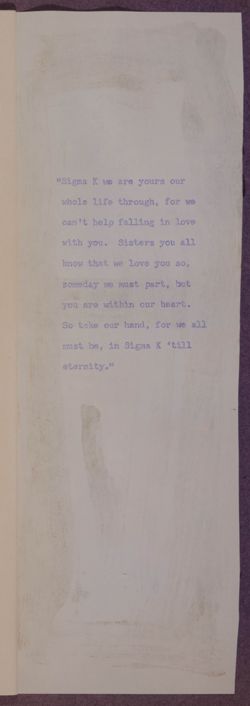 "Sigma K we are yours our
whole life through, for we
can't help falling in love
with you. Sisters you all
know that we love you so,
someday we must part, but
you are within our heart.
So take our hand, for we all
must be, in Sigma K 'till
eternity."